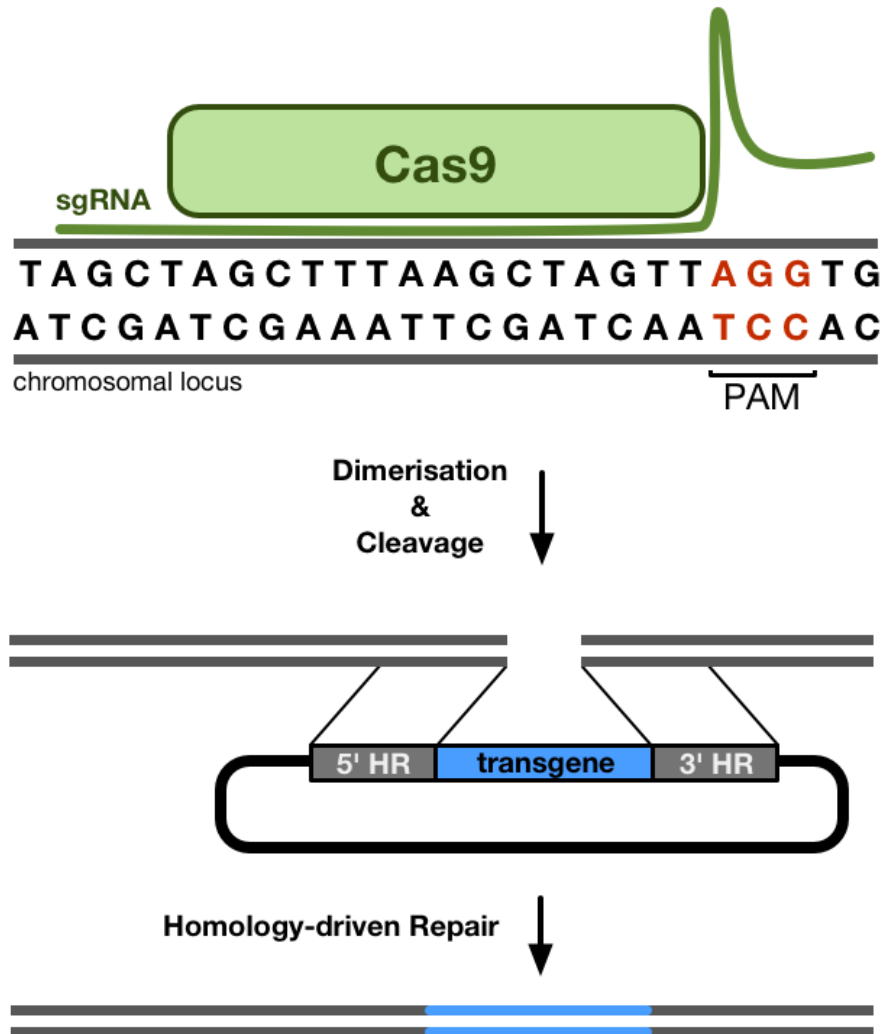 Cas9
sgRNA
TAGCTAGCTTTAAGCTAGTTAGGTG
ATCGATCGAAATTCGATCAATCCAC
chromosomal locus
PAM
Dimerisation
&
Cleavage
5' HR
transgene
3' HR
Homology-driven Repair